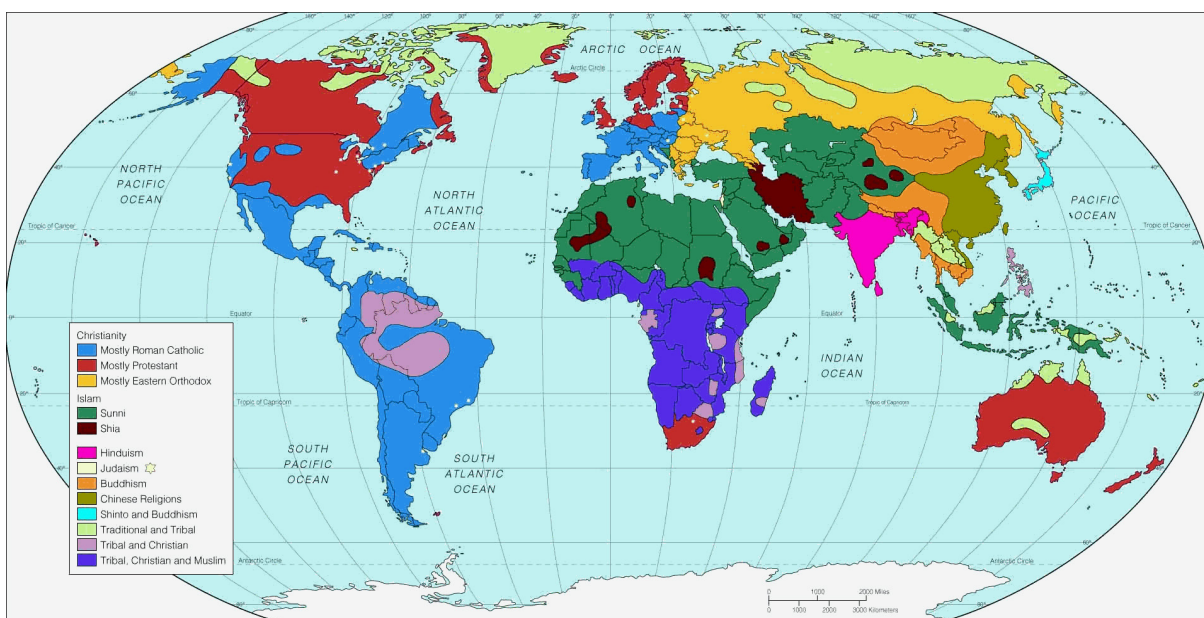 ARCTIC OCEAN
Arctic Circle
NORTH
PACIFIC
OCEAN
NORTH
ATLANTIC
OCEAN
PACIFIC
OCEAN
Tropic of Cancer
Tropic of Cancer
Equator
Equator
INDIAN
OCEAN
Tropic of Capricorn
Tropic of Capricorn
SOUTH
PACIFIC
OCEAN
SOUTH
ATLANTIC
OCEAN
Antarctic Circle
Antarctic Circle
Christianity
Mostly Roman Catholic
Mostly Protestant
Mostly Eastern Orthodox
Islam
Sunni
Shia
Hinduism
Judaism
Buddhism
Chinese Religions
Shinto and Buddhism
Traditional and Tribal
Tribal and Christian
Tribal, Christian and Muslim
0 1000 2000 Miles
0 1000 2000 3000 Kilometers